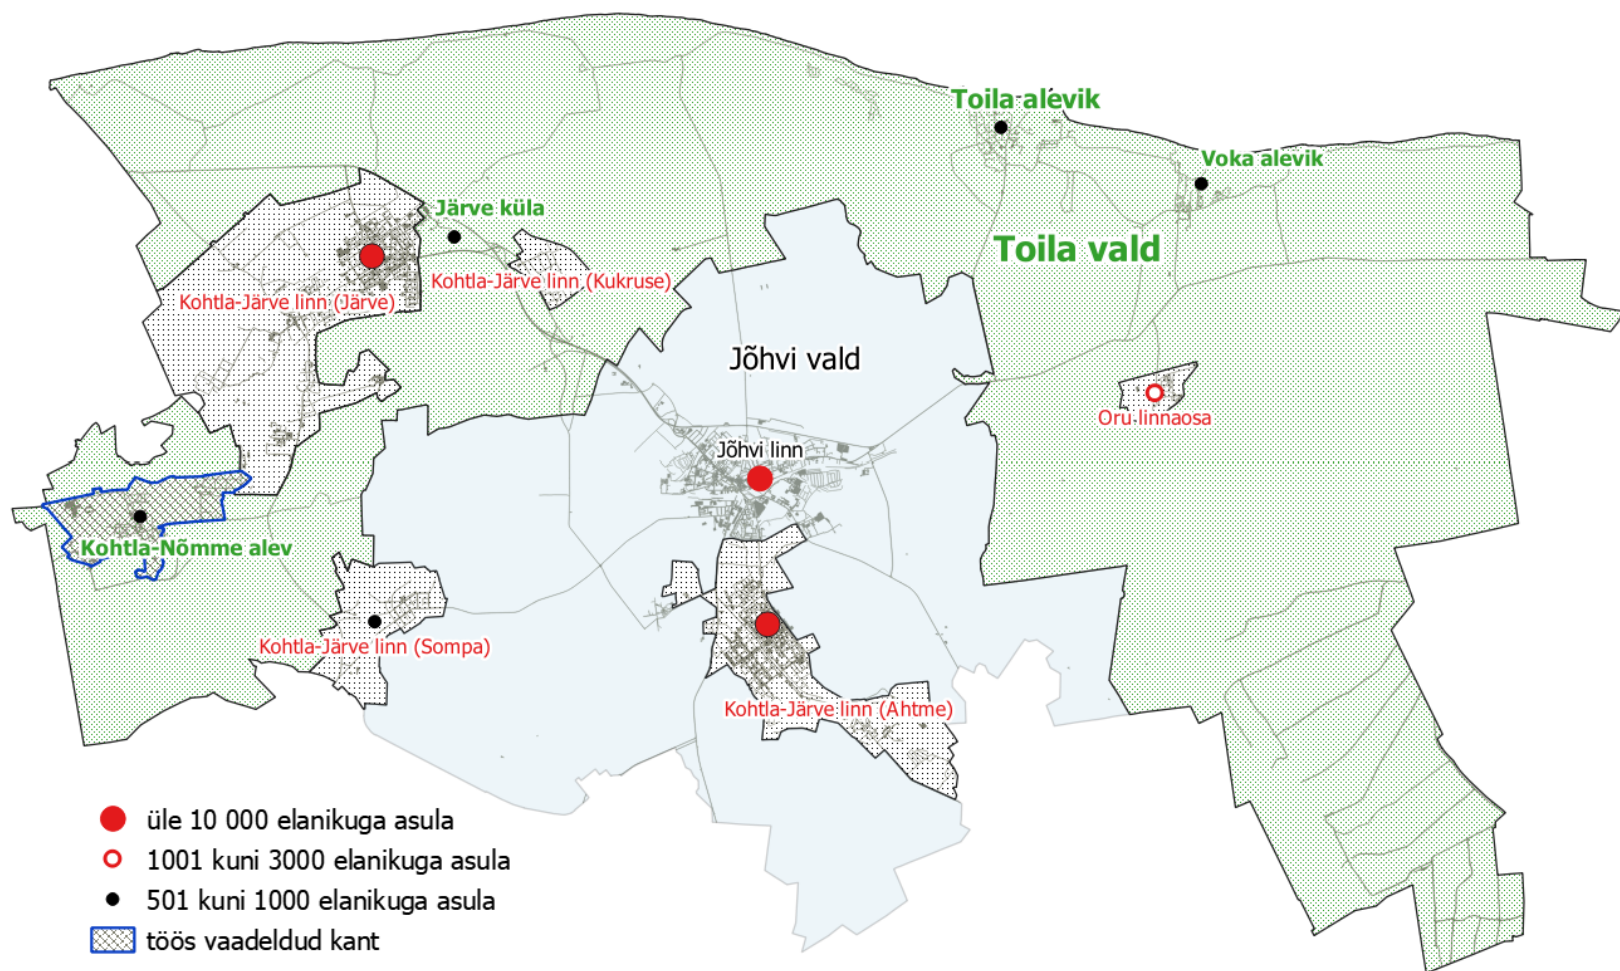 Toila alevik
Voka alevik
Järve küla
Toila vald
Kohtla-Järve linn (Kukruse)
Kohtla-Järve linn (Järve)
Jõhvi vald
Oru linnaosa
Jõhvi linn
Kohtla-Nõmme alev
Kohtla-Järve linn (Sompa)
Kohtla-Järve linn (Ahtme)
üle 10 000 elanikuga asula
1001 kuni 3000 elanikuga asula
501 kuni 1000 elanikuga asula
töös vaadeldud kant